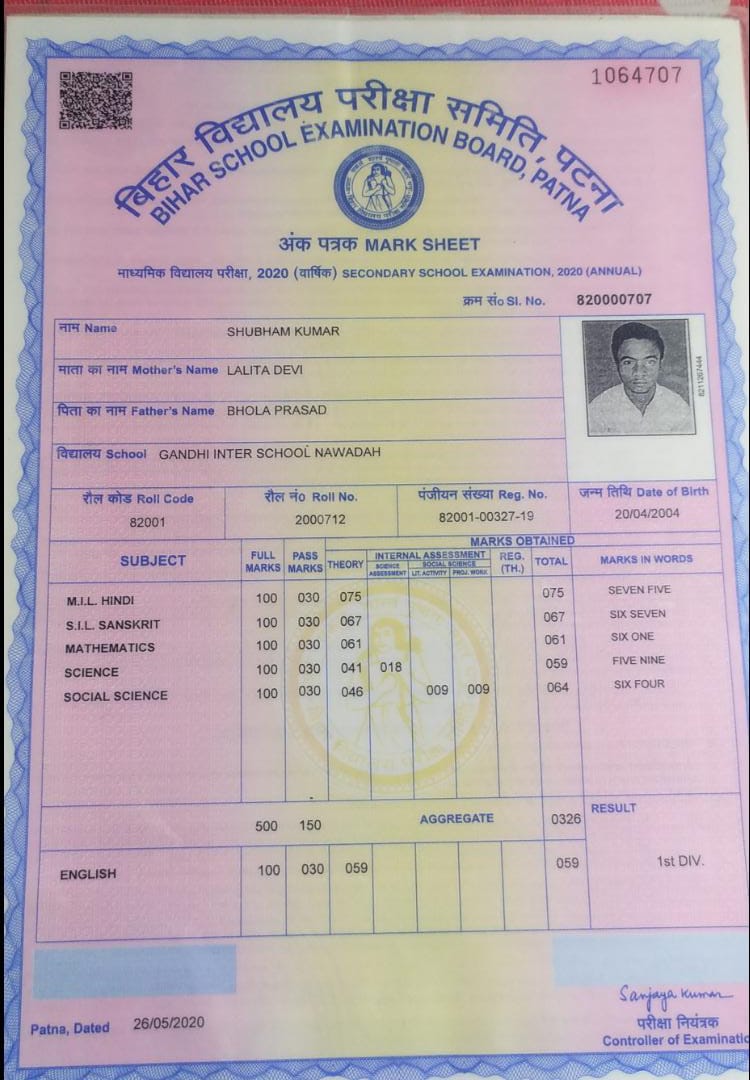 1064707
बिहार विद्यालय परीक्षा समिति, पटना
BIHAR SCHOOL EXAMINATION BOARD, PATNA
अंक पत्रक MARK SHEET
माध्यमिक विद्यालय परीक्षा, 2020 (वार्षिक) SECONDARY SCHOOL EXAMINATION, 2020 (ANNUAL)
क्रम सं० Sl. No. 820000707
नाम Name SHUBHAM KUMAR
माता का नाम Mother's Name LALITA DEVI
पिता का नाम Father's Name BHOLA PRASAD
विद्यालय School GANDHI INTER SCHOOL NAWADAH
8211267444
रौल कोड Roll Code रौल नं० Roll No. पंजीयन संख्या Reg. No. जन्म तिथि Date of Birth
82001 2000712 82001-00327-19 20/04/2004
MARKS OBTAINED
SUBJECT FULL MARKS PASS MARKS THEORY INTERNAL ASSESSMENT REG. (TH.) TOTAL MARKS IN WORDS
SCIENCE ASSESSMENT SOCIAL SCIENCE LIT. ACTIVITY PROJ. WORK
M.I.L. HINDI 100 030 075 075 SEVEN FIVE
S.I.L. SANSKRIT 100 030 067 067 SIX SEVEN
MATHEMATICS 100 030 061 061 SIX ONE
SCIENCE 100 030 041 018 059 FIVE NINE
SOCIAL SCIENCE 100 030 046 009 009 064 SIX FOUR
500 150 AGGREGATE 0326 RESULT
ENGLISH 100 030 059 059 1st DIV.
Sanjaya Kumar
Patna, Dated 26/05/2020 परीक्षा नियंत्रक
Controller of Examinatio